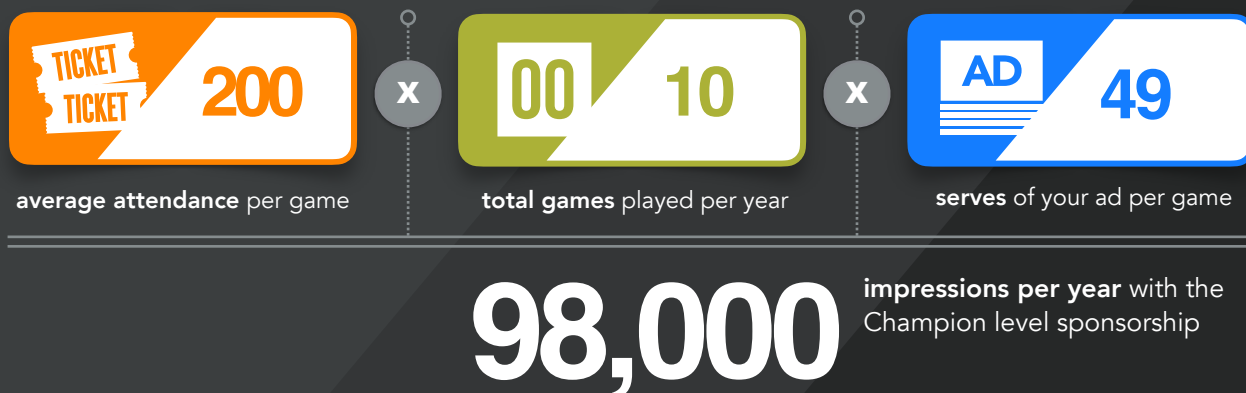 TICKET
TICKET
200
X
00
10
X
AD
49
average attendance per game
total games played per year
serves of your ad per game
98,000
impressions per year with the
Champion level sponsorship